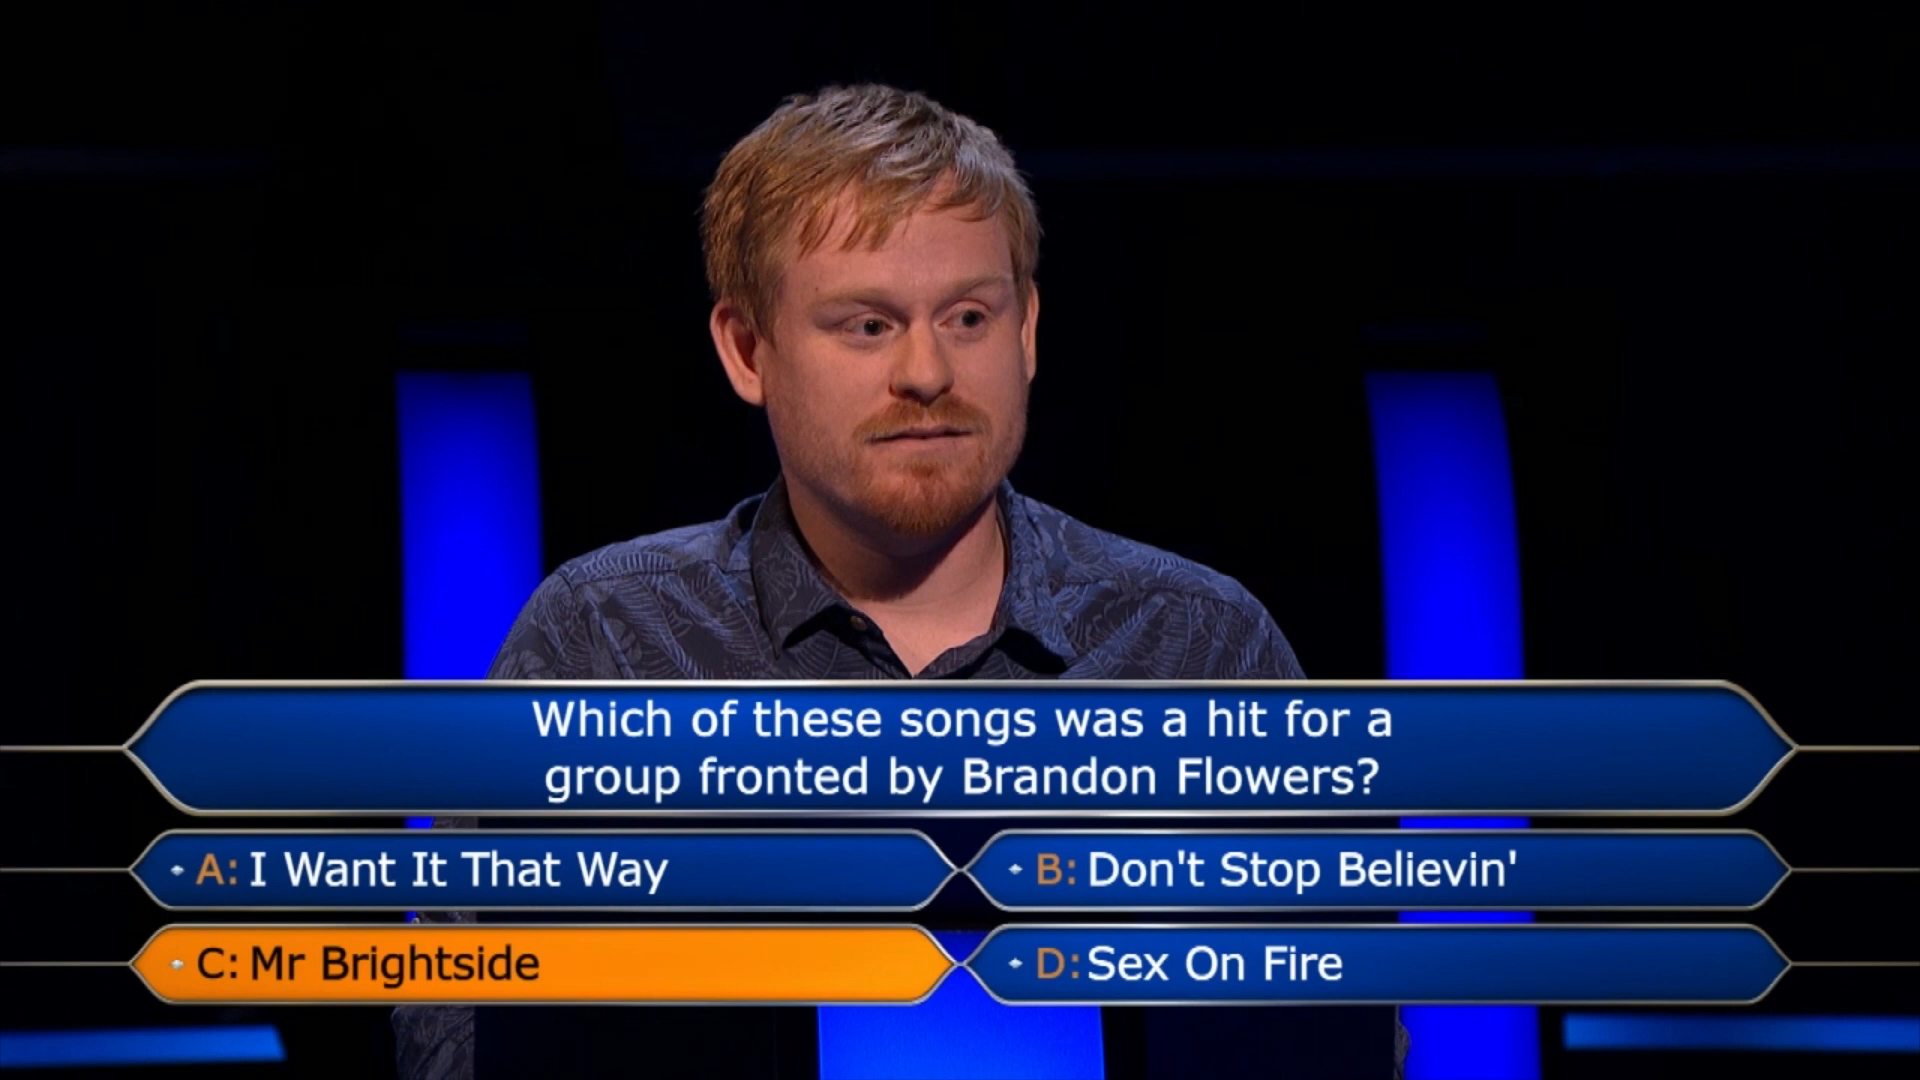 Which of these songs was a hit for a
group fronted by Brandon Flowers?
A: I Want It That Way
B: Don't Stop Believin'
C: Mr Brightside
D: Sex On Fire